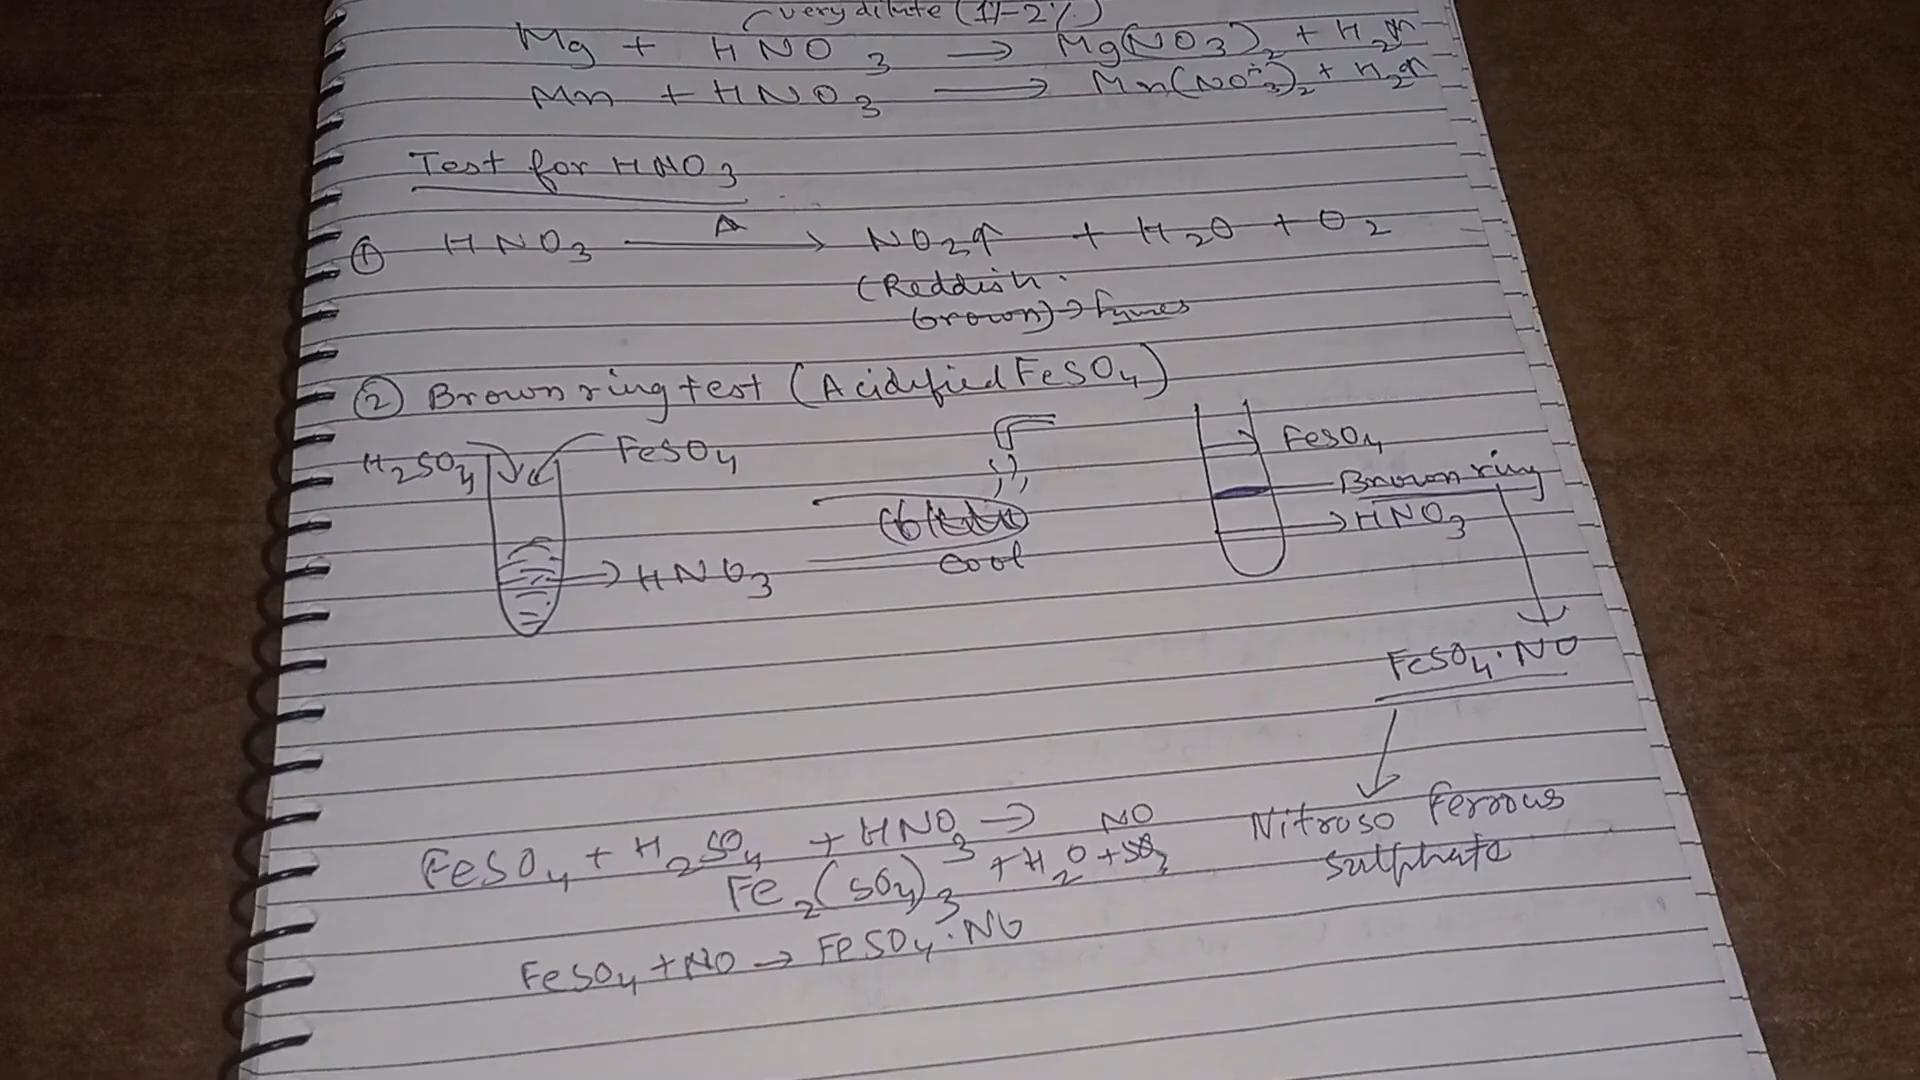 very dilute (1%-2%)
Mg + HNO3 → Mg(NO3)2 + H2↑
Mn + HNO3 → Mn(NO3)2 + H2↑
Test for HNO3
① HNO3 —Δ→ NO2↑ + H2O + O2
(Reddish
brown) → fumes
② Brown ring test (Acidified FeSO4)
H2SO4 FeSO4
→ HNO3
cool
FeSO4
Brown ring
→ HNO3
FeSO4·NO
Nitroso Ferrous
Sulphate
FeSO4 + H2SO4 + HNO3 → NO
Fe2(SO4)3 + H2O +
FeSO4 + NO → FeSO4·NO